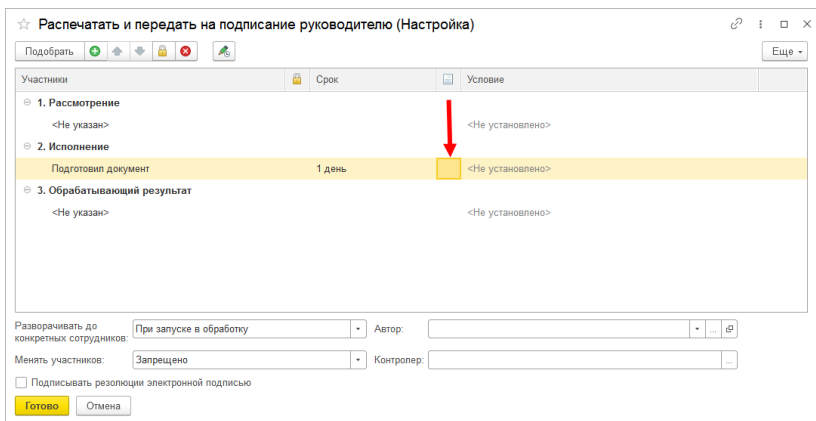 Распечатать и передать на подписание руководителю (Настройка)
Подобрать Еще
Участники Срок Условие
1. Рассмотрение
<Не указан> <Не установлено>
2. Исполнение
Подготовил документ 1 день <Не установлено>
3. Обрабатывающий результат
<Не указан> <Не установлено>
Разворачивать до
конкретных сотрудников: При запуске в обработку Автор: ...
Менять участников: Запрещено Контролер: ...
Подписывать резолюции электронной подписью
Готово Отмена